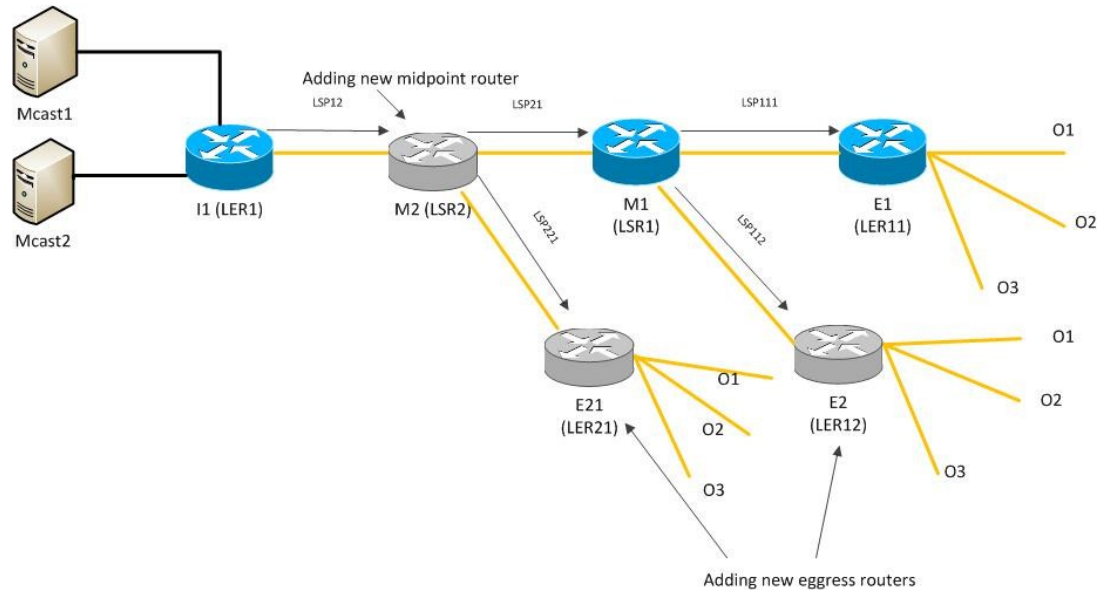 Adding new midpoint router
Mcast1
LSP12
LSP21
LSP111
O1
I1 (LER1)
M2 (LSR2)
M1
(LSR1)
E1
(LER11)
O2
Mcast2
LSP221
LSP112
O3
O1
O1
E21
(LER21)
E2
(LER12)
O2
O2
O3
O3
Adding new eggress routers